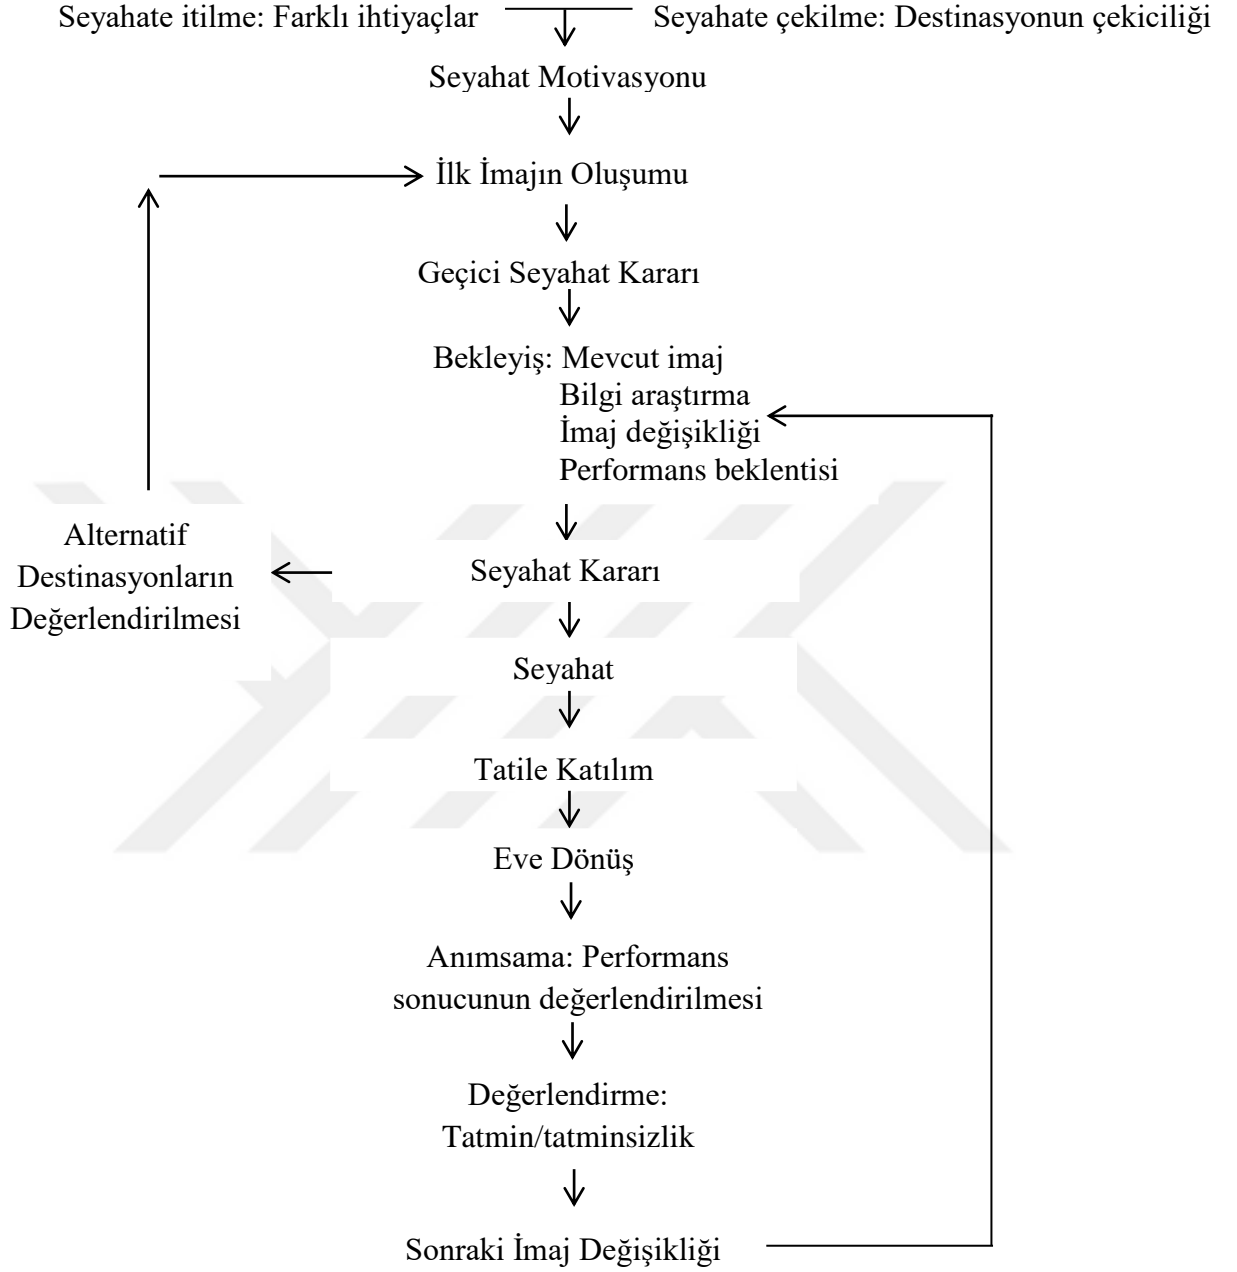 Seyahate itilme: Farklı ihtiyaçlar
Seyahate çekilme: Destinasyonun çekiciliği
Seyahat Motivasyonu
İlk İmajın Oluşumu
Geçici Seyahat Kararı
Bekleyiş: Mevcut imaj
Bilgi araştırma
İmaj değişikliği
Performans beklentisi
Alternatif
Destinasyonların
Değerlendirilmesi
Seyahat Kararı
Seyahat
Tatile Katılım
Eve Dönüş
Anımsama: Performans
sonucunun değerlendirilmesi
Değerlendirme:
Tatmin/tatminsizlik
Sonraki İmaj Değişikliği